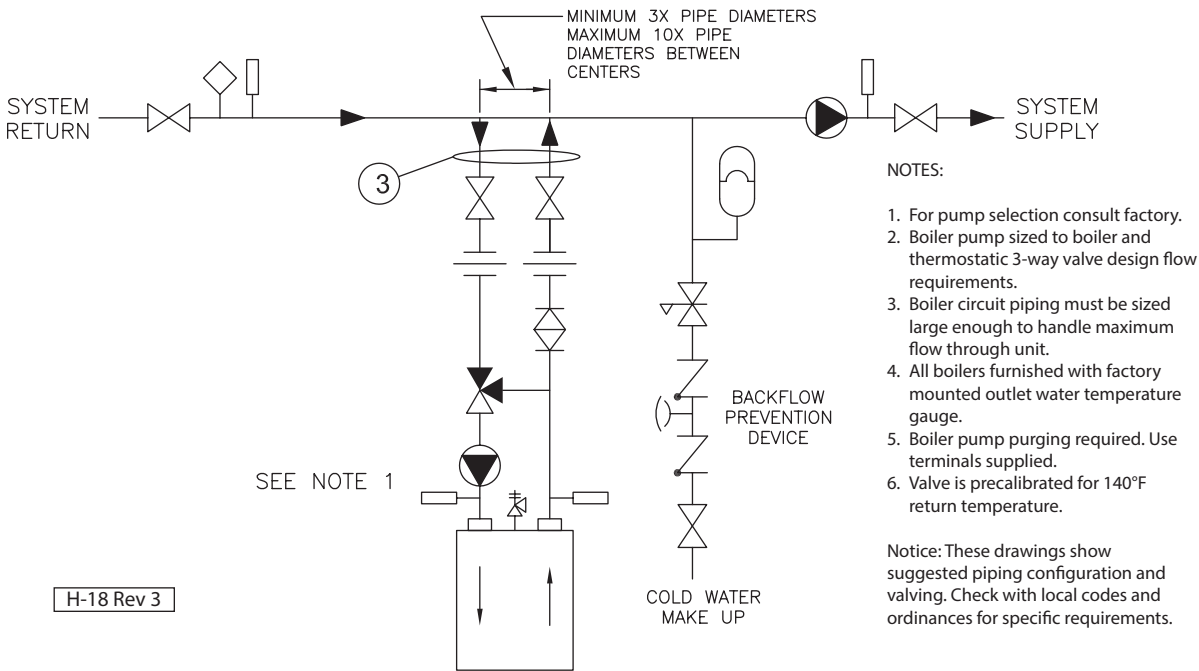 MINIMUM 3X PIPE DIAMETERS
MAXIMUM 10X PIPE
DIAMETERS BETWEEN
CENTERS
SYSTEM
RETURN
SYSTEM
SUPPLY
3
BACKFLOW
PREVENTION
DEVICE
SEE NOTE 1
COLD WATER
MAKE UP
H-18 Rev 3
NOTES:
1. For pump selection consult factory.
2. Boiler pump sized to boiler and
thermostatic 3-way valve design flow
requirements.
3. Boiler circuit piping must be sized
large enough to handle maximum
flow through unit.
4. All boilers furnished with factory
mounted outlet water temperature
gauge.
5. Boiler pump purging required. Use
terminals supplied.
6. Valve is precalibrated for 140°F
return temperature.
Notice: These drawings show
suggested piping configuration and
valving. Check with local codes and
ordinances for specific requirements.